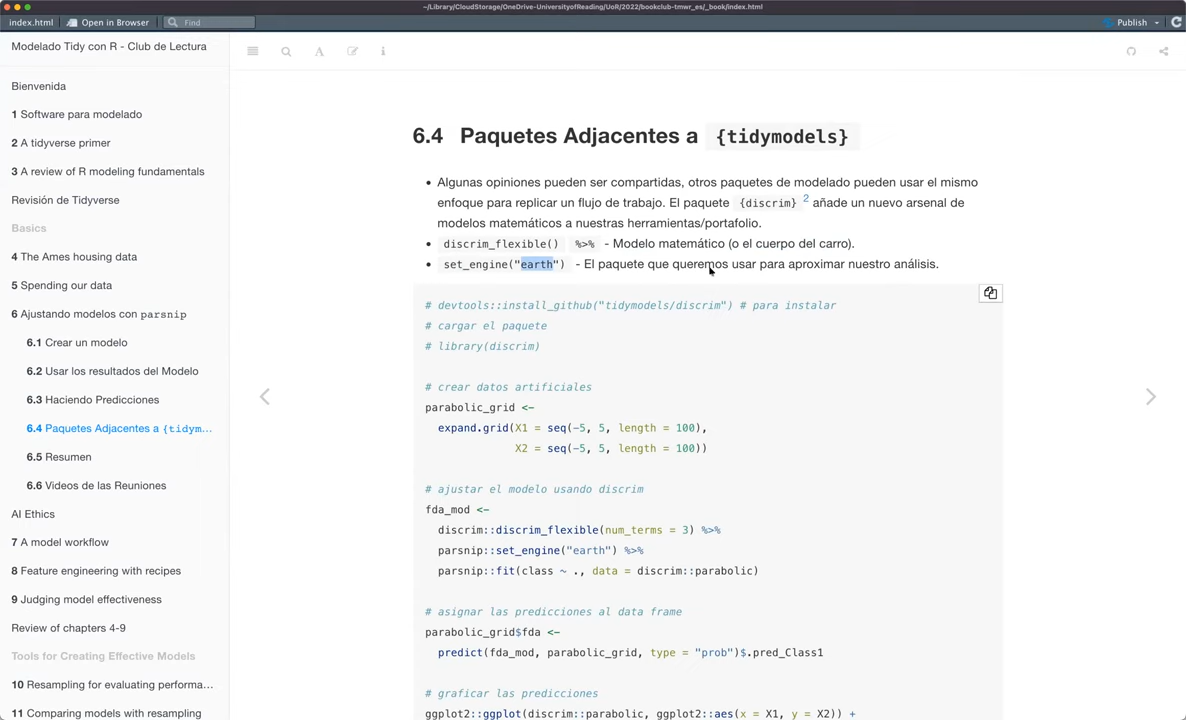 ~/Library/CloudStorage/OneDrive-UniversityofReading/UoR/2022/bookclub-tmwr_es/_book/index.html
index.html
Open in Browser
Find
Publish
Modelado Tidy con R - Club de Lectura
Bienvenida
1 Software para modelado
2 A tidyverse primer
3 A review of R modeling fundamentals
Revisión de Tidyverse
Basics
4 The Ames housing data
5 Spending our data
6 Ajustando modelos con parsnip
6.1 Crear un modelo
6.2 Usar los resultados del Modelo
6.3 Haciendo Predicciones
6.4 Paquetes Adjacentes a {tidym...
6.5 Resumen
6.6 Videos de las Reuniones
AI Ethics
7 A model workflow
8 Feature engineering with recipes
9 Judging model effectiveness
Review of chapters 4-9
Tools for Creating Effective Models
10 Resampling for evaluating performa...
11 Comparing models with resampling
6.4 Paquetes Adjacentes a {tidymodels}
• Algunas opiniones pueden ser compartidas, otros paquetes de modelado pueden usar el mismo
enfoque para replicar un flujo de trabajo. El paquete {discrim} 2 añade un nuevo arsenal de
modelos matemáticos a nuestras herramientas/portafolio.
• discrim_flexible() %>% - Modelo matemático (o el cuerpo del carro).
• set_engine("earth") - El paquete que queremos usar para aproximar nuestro análisis.
# devtools::install_github("tidymodels/discrim") # para instalar
# cargar el paquete
# library(discrim)
# crear datos artificiales
parabolic_grid <-
expand.grid(X1 = seq(-5, 5, length = 100),
X2 = seq(-5, 5, length = 100))
# ajustar el modelo usando discrim
fda_mod <-
discrim::discrim_flexible(num_terms = 3) %>%
parsnip::set_engine("earth") %>%
parsnip::fit(class ~ ., data = discrim::parabolic)
# asignar las predicciones al data frame
parabolic_grid$fda <-
predict(fda_mod, parabolic_grid, type = "prob")$.pred_Class1
# graficar las predicciones
ggplot2::ggplot(discrim::parabolic, ggplot2::aes(x = X1, y = X2)) +